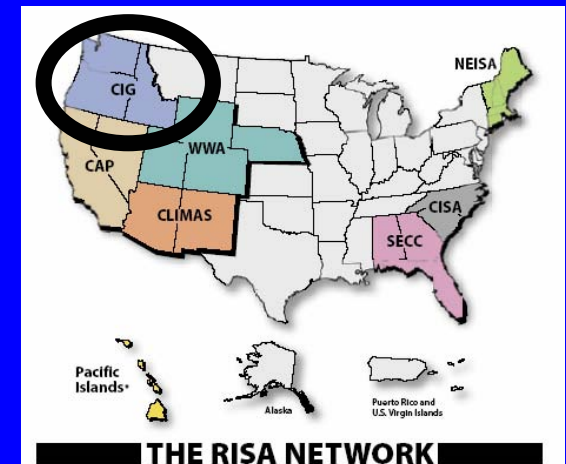 NEISA
CIG
WWA
CAP
CISA
CLIMAS
SECC
Pacific
Islands*
Alaska
Puerto Rico and
U.S. Virgin Islands
THE RISA NETWORK